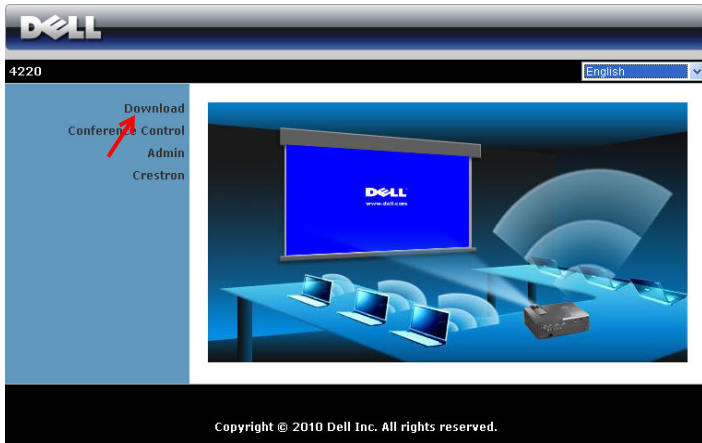 DELL
4220
English
Download
Conference Control
Admin
Crestron
DELL
www.dell.com
Copyright © 2010 Dell Inc. All rights reserved.